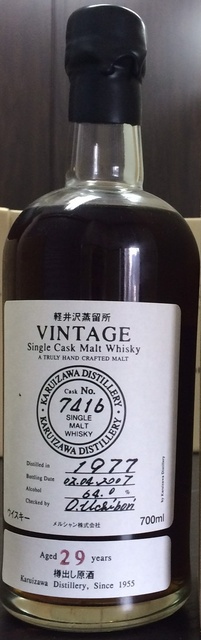 軽井沢蒸留所
VINTAGE
Single Cask Malt Whisky
A TRULY HAND CRAFTED MALT
KARUIZAWA DISTILLERY
Cask No.
7416
SINGLE
MALT
WHISKY
KARUIZAWA DISTILLERY
Distilled in 1977
Bottling Date 02.04.2007
Alcohol 64.0 %
Checked by
ウイスキー
メルシャン株式会社
700ml
by Karuizawa Distillery
Aged 29 years
樽出し原酒
Karuizawa Distillery, Since 1955